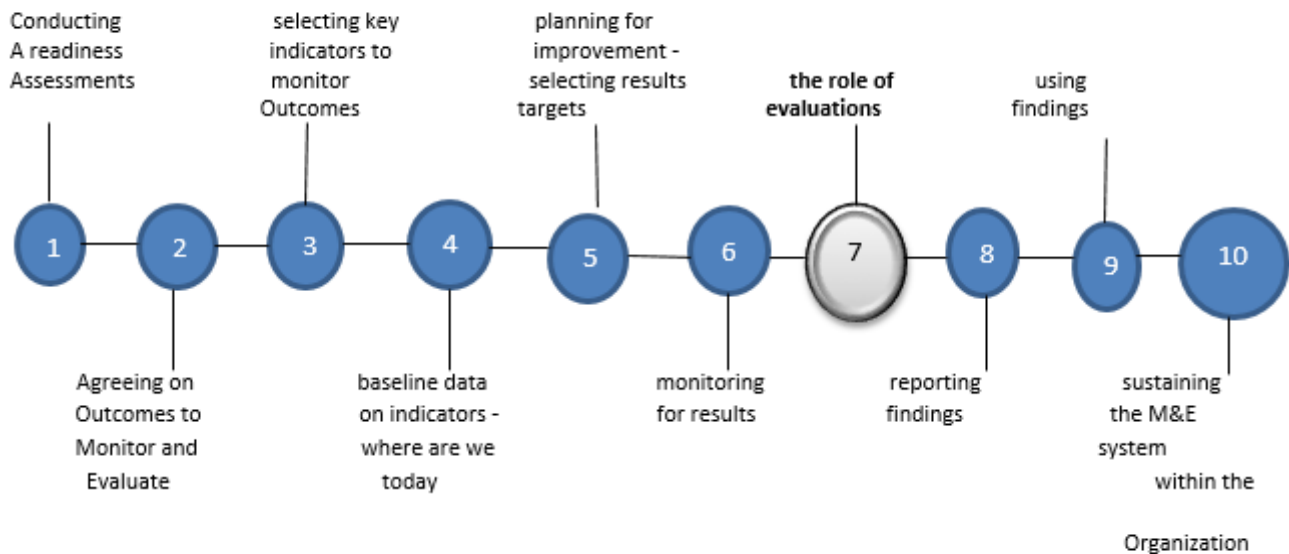 Conducting
A readiness
Assessments
selecting key
indicators to
monitor
Outcomes
planning for
improvement -
selecting results
targets
the role of
evaluations
using
findings
1
2
3
4
5
6
7
8
9
10
Agreeing on
Outcomes to
Monitor and
Evaluate
baseline data
on indicators -
where are we
today
monitoring
for results
reporting
findings
sustaining
the M&E
system
within the
Organization